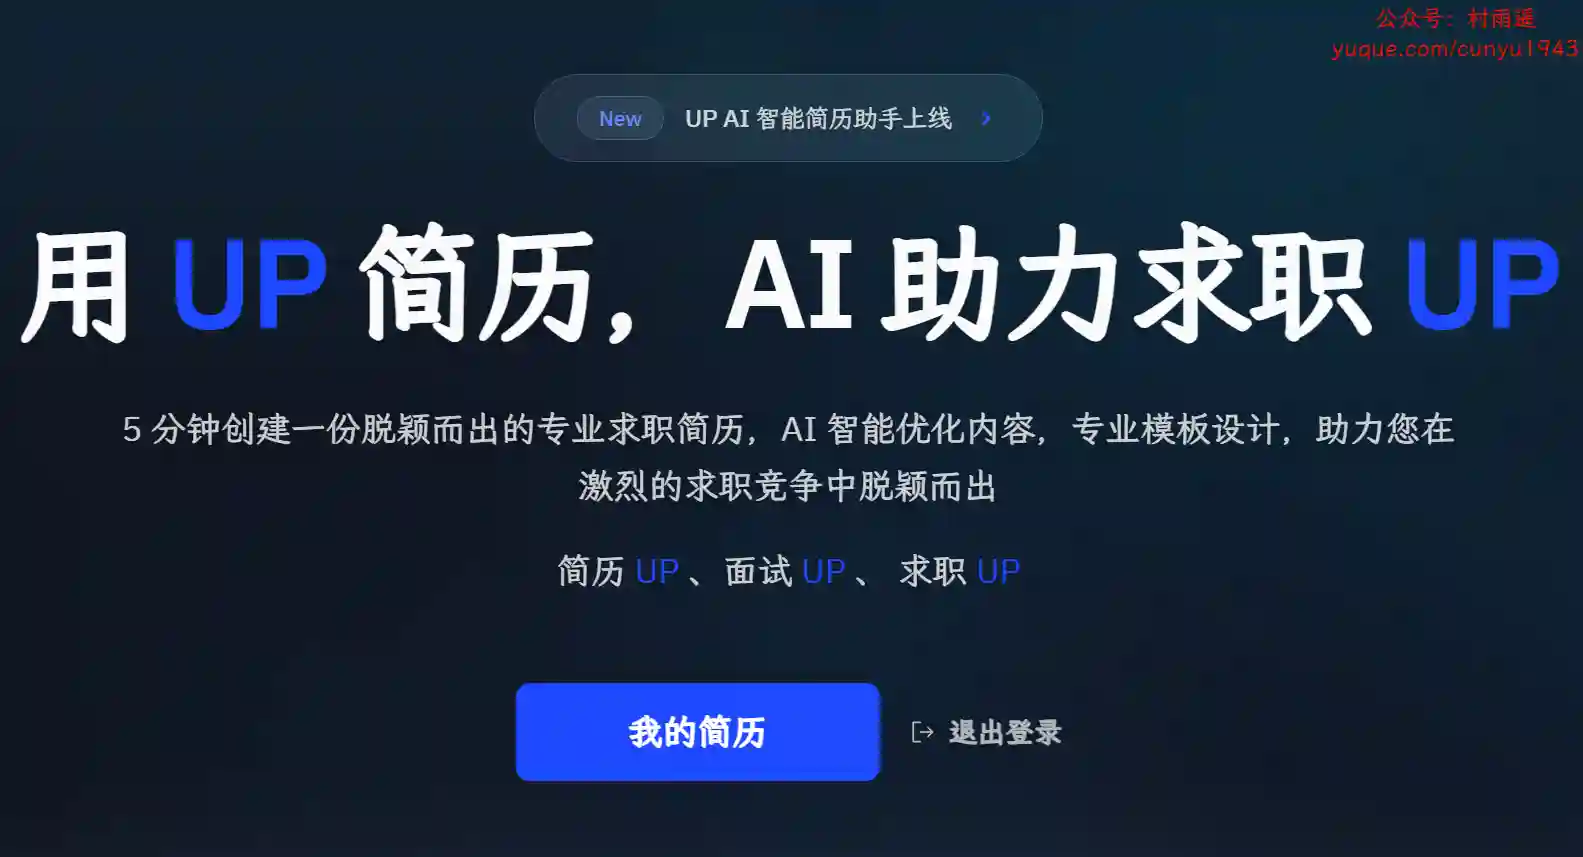 公众号：村雨遥
yuque.com/cunyu1943
New UP AI 智能简历助手上线 ›
用 UP 简历，AI 助力求职 UP
5 分钟创建一份脱颖而出的专业求职简历，AI 智能优化内容，专业模板设计，助力您在
激烈的求职竞争中脱颖而出
简历 UP 、面试 UP 、 求职 UP
我的简历 退出登录